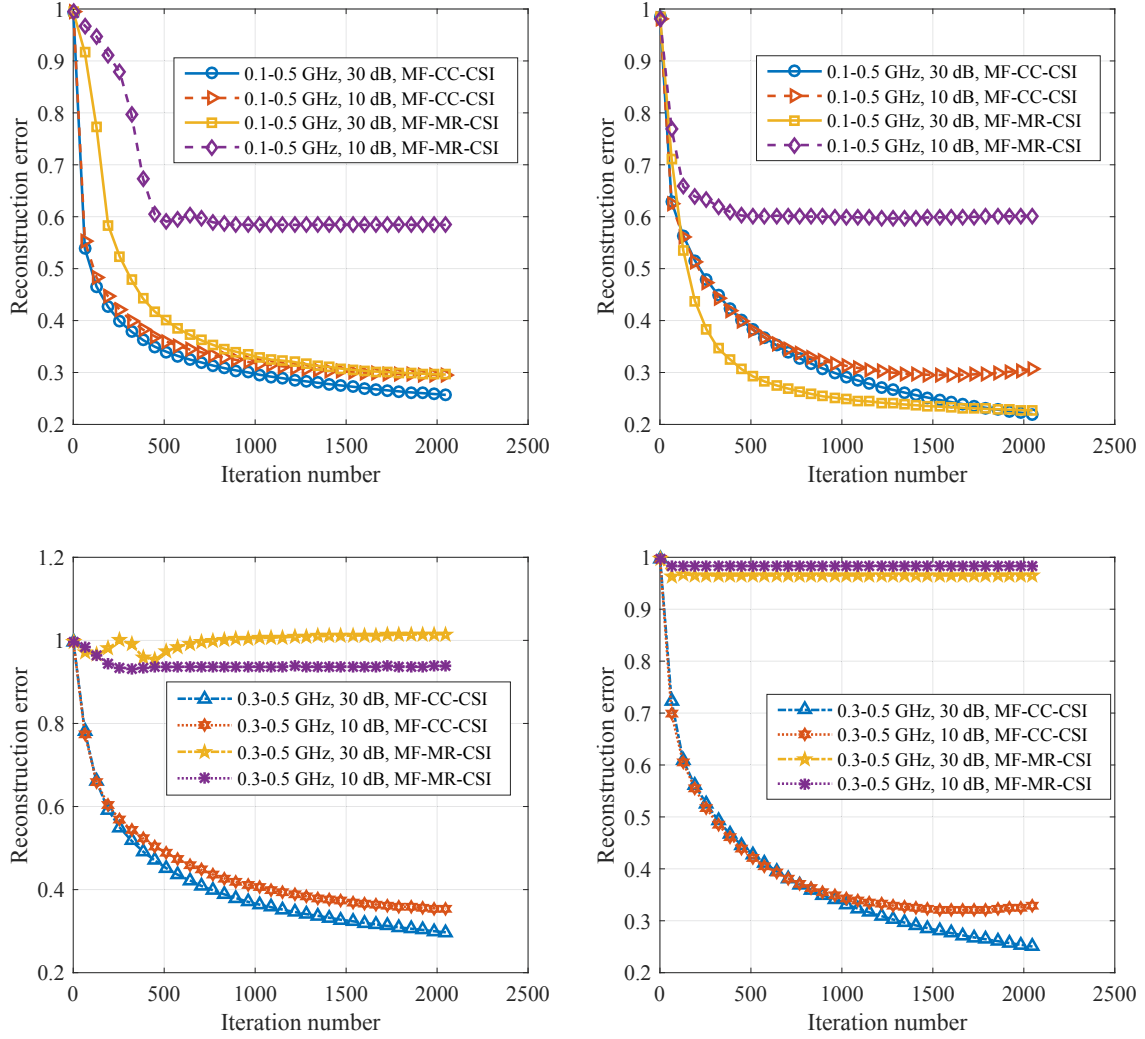 1
0.9
0.8
0.7
0.6
0.5
0.4
0.3
0.2
0 500 1000 1500 2000 2500
Iteration number
Reconstruction error
0.1-0.5 GHz, 30 dB, MF-CC-CSI
0.1-0.5 GHz, 10 dB, MF-CC-CSI
0.1-0.5 GHz, 30 dB, MF-MR-CSI
0.1-0.5 GHz, 10 dB, MF-MR-CSI
1
0.9
0.8
0.7
0.6
0.5
0.4
0.3
0.2
0 500 1000 1500 2000 2500
Iteration number
Reconstruction error
0.1-0.5 GHz, 30 dB, MF-CC-CSI
0.1-0.5 GHz, 10 dB, MF-CC-CSI
0.1-0.5 GHz, 30 dB, MF-MR-CSI
0.1-0.5 GHz, 10 dB, MF-MR-CSI
1.2
1
0.8
0.6
0.4
0.2
0 500 1000 1500 2000 2500
Iteration number
Reconstruction error
0.3-0.5 GHz, 30 dB, MF-CC-CSI
0.3-0.5 GHz, 10 dB, MF-CC-CSI
0.3-0.5 GHz, 30 dB, MF-MR-CSI
0.3-0.5 GHz, 10 dB, MF-MR-CSI
1
0.9
0.8
0.7
0.6
0.5
0.4
0.3
0.2
0 500 1000 1500 2000 2500
Iteration number
Reconstruction error
0.3-0.5 GHz, 30 dB, MF-CC-CSI
0.3-0.5 GHz, 10 dB, MF-CC-CSI
0.3-0.5 GHz, 30 dB, MF-MR-CSI
0.3-0.5 GHz, 10 dB, MF-MR-CSI